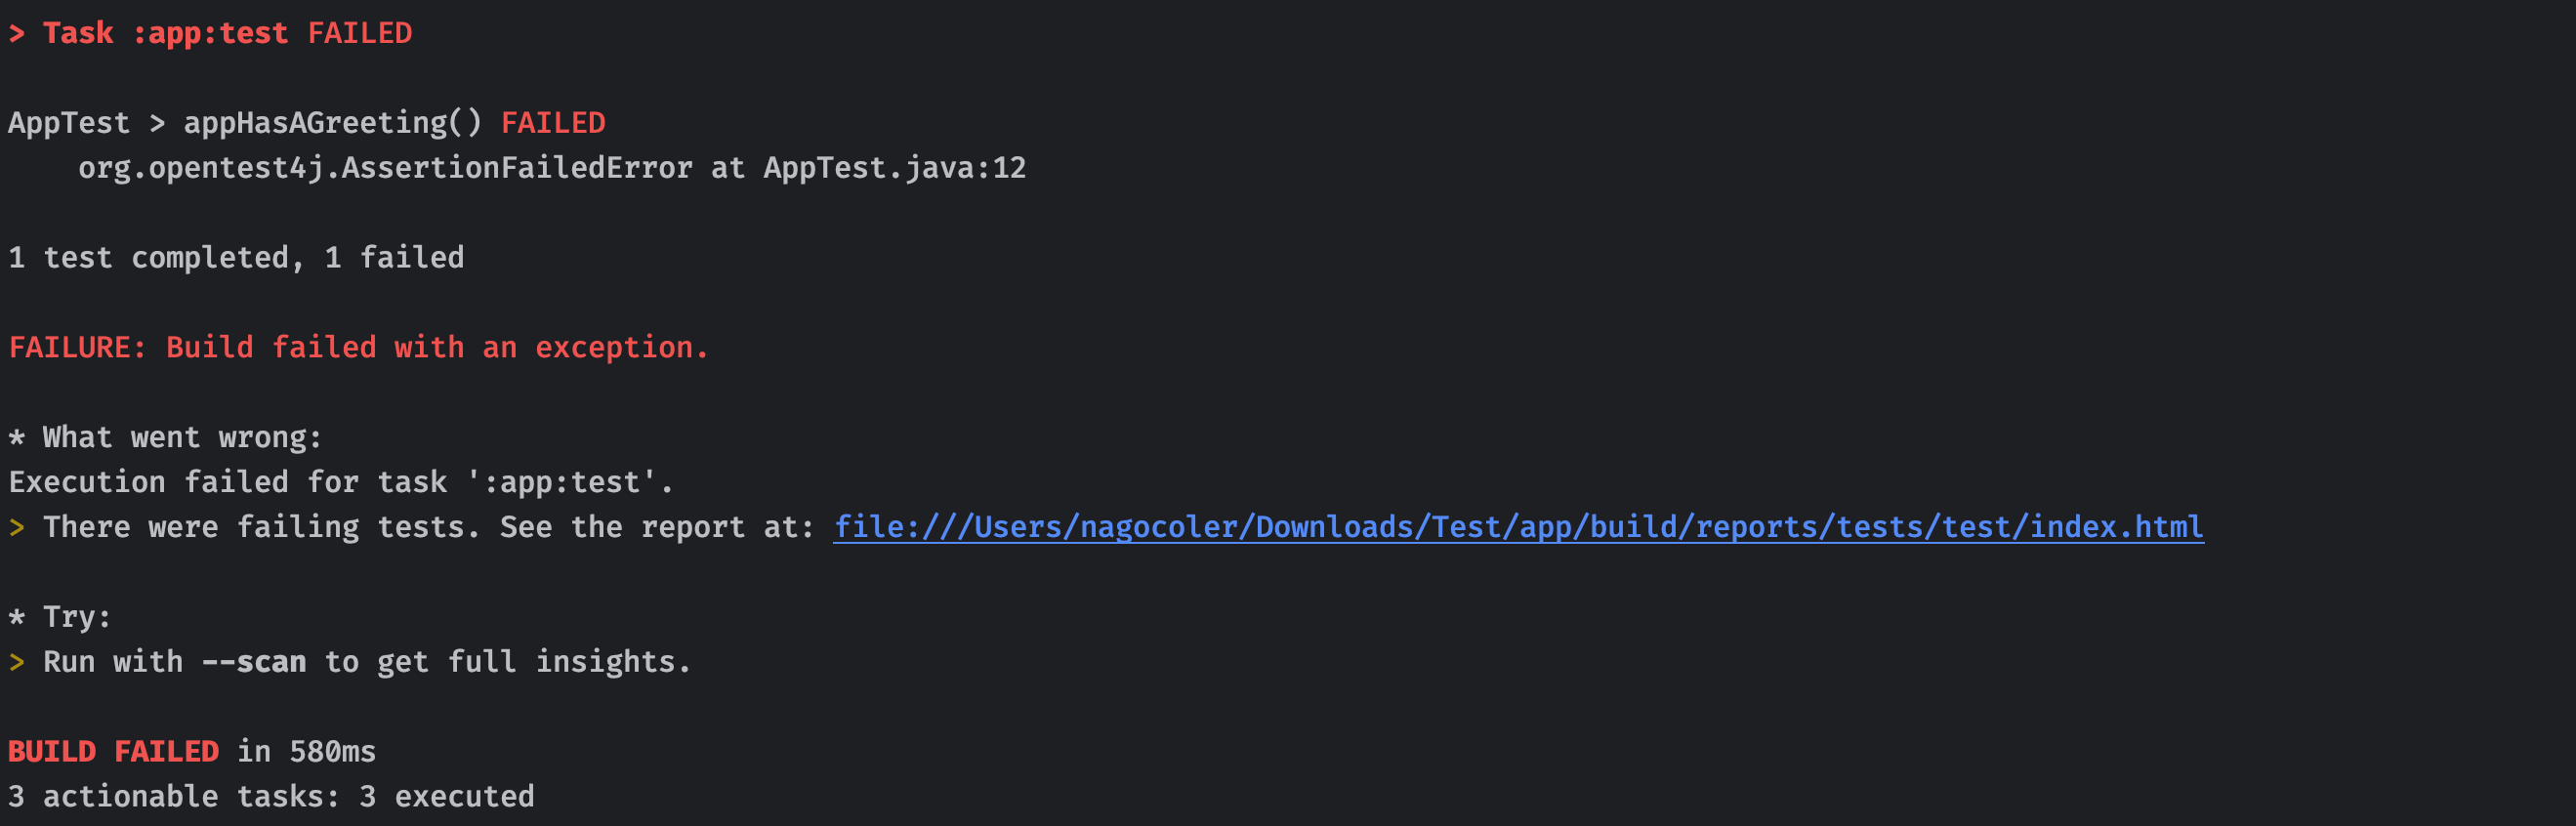 > Task :app:test FAILED
AppTest > appHasAGreeting() FAILED
org.opentest4j.AssertionFailedError at AppTest.java:12
1 test completed, 1 failed
FAILURE: Build failed with an exception.
* What went wrong:
Execution failed for task ':app:test'.
> There were failing tests. See the report at: file:///Users/nagocoler/Downloads/Test/app/build/reports/tests/test/index.html
* Try:
> Run with --scan to get full insights.
BUILD FAILED in 580ms
3 actionable tasks: 3 executed